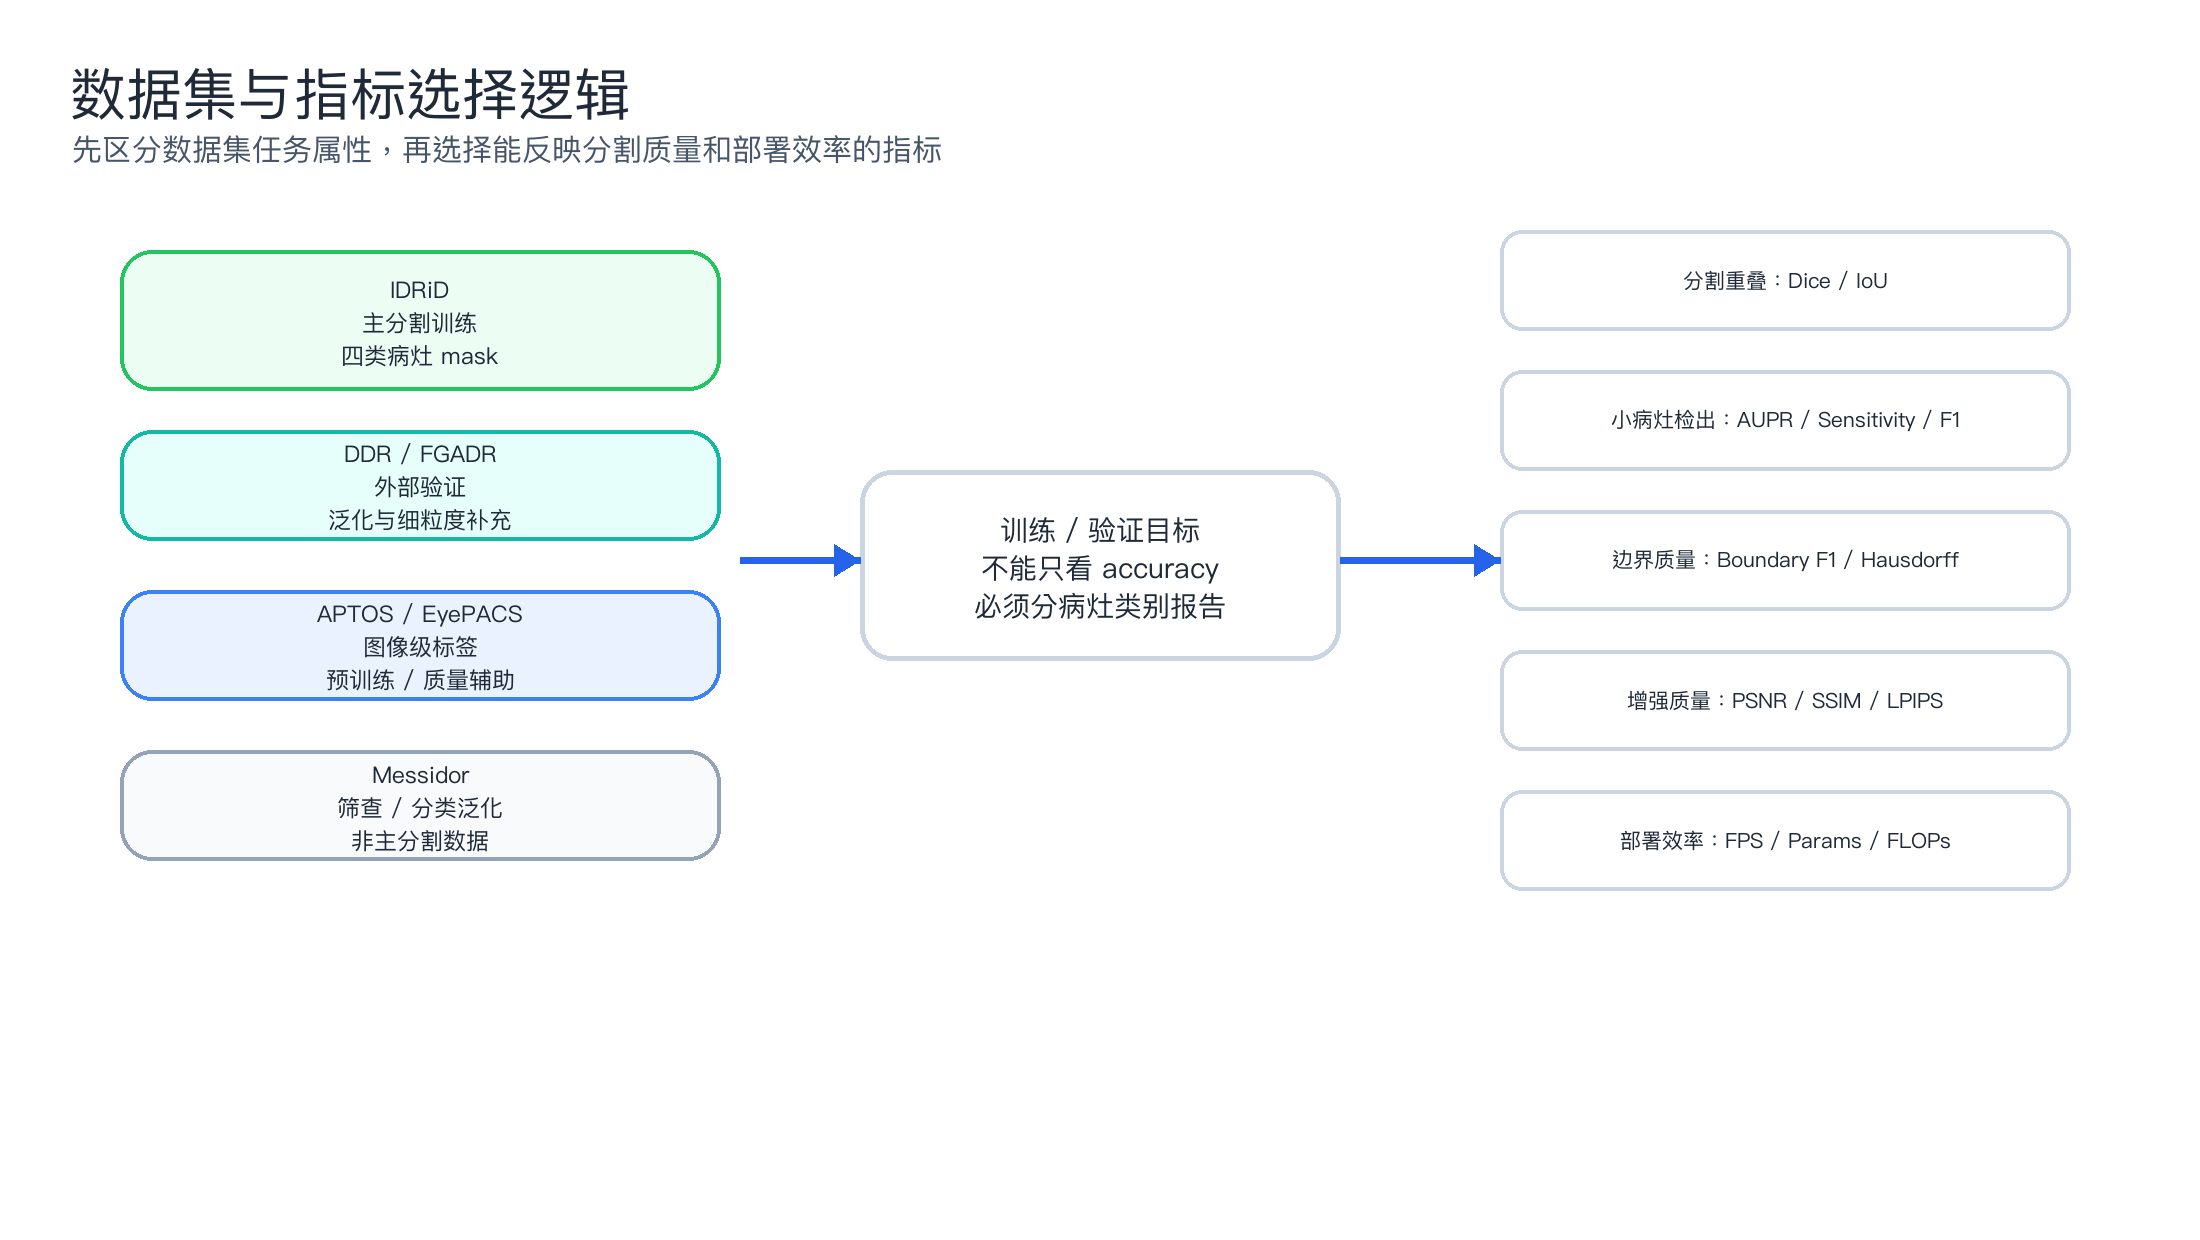 数据集与指标选择逻辑
先区分数据集任务属性，再选择能反映分割质量和部署效率的指标
IDRiD
主分割训练
四类病灶 mask
DDR / FGADR
外部验证
泛化与细粒度补充
APTOS / EyePACS
图像级标签
预训练 / 质量辅助
Messidor
筛查 / 分类泛化
非主分割数据
训练 / 验证目标
不能只看 accuracy
必须分病灶类别报告
分割重叠：Dice / IoU
小病灶检出：AUPR / Sensitivity / F1
边界质量：Boundary F1 / Hausdorff
增强质量：PSNR / SSIM / LPIPS
部署效率：FPS / Params / FLOPs